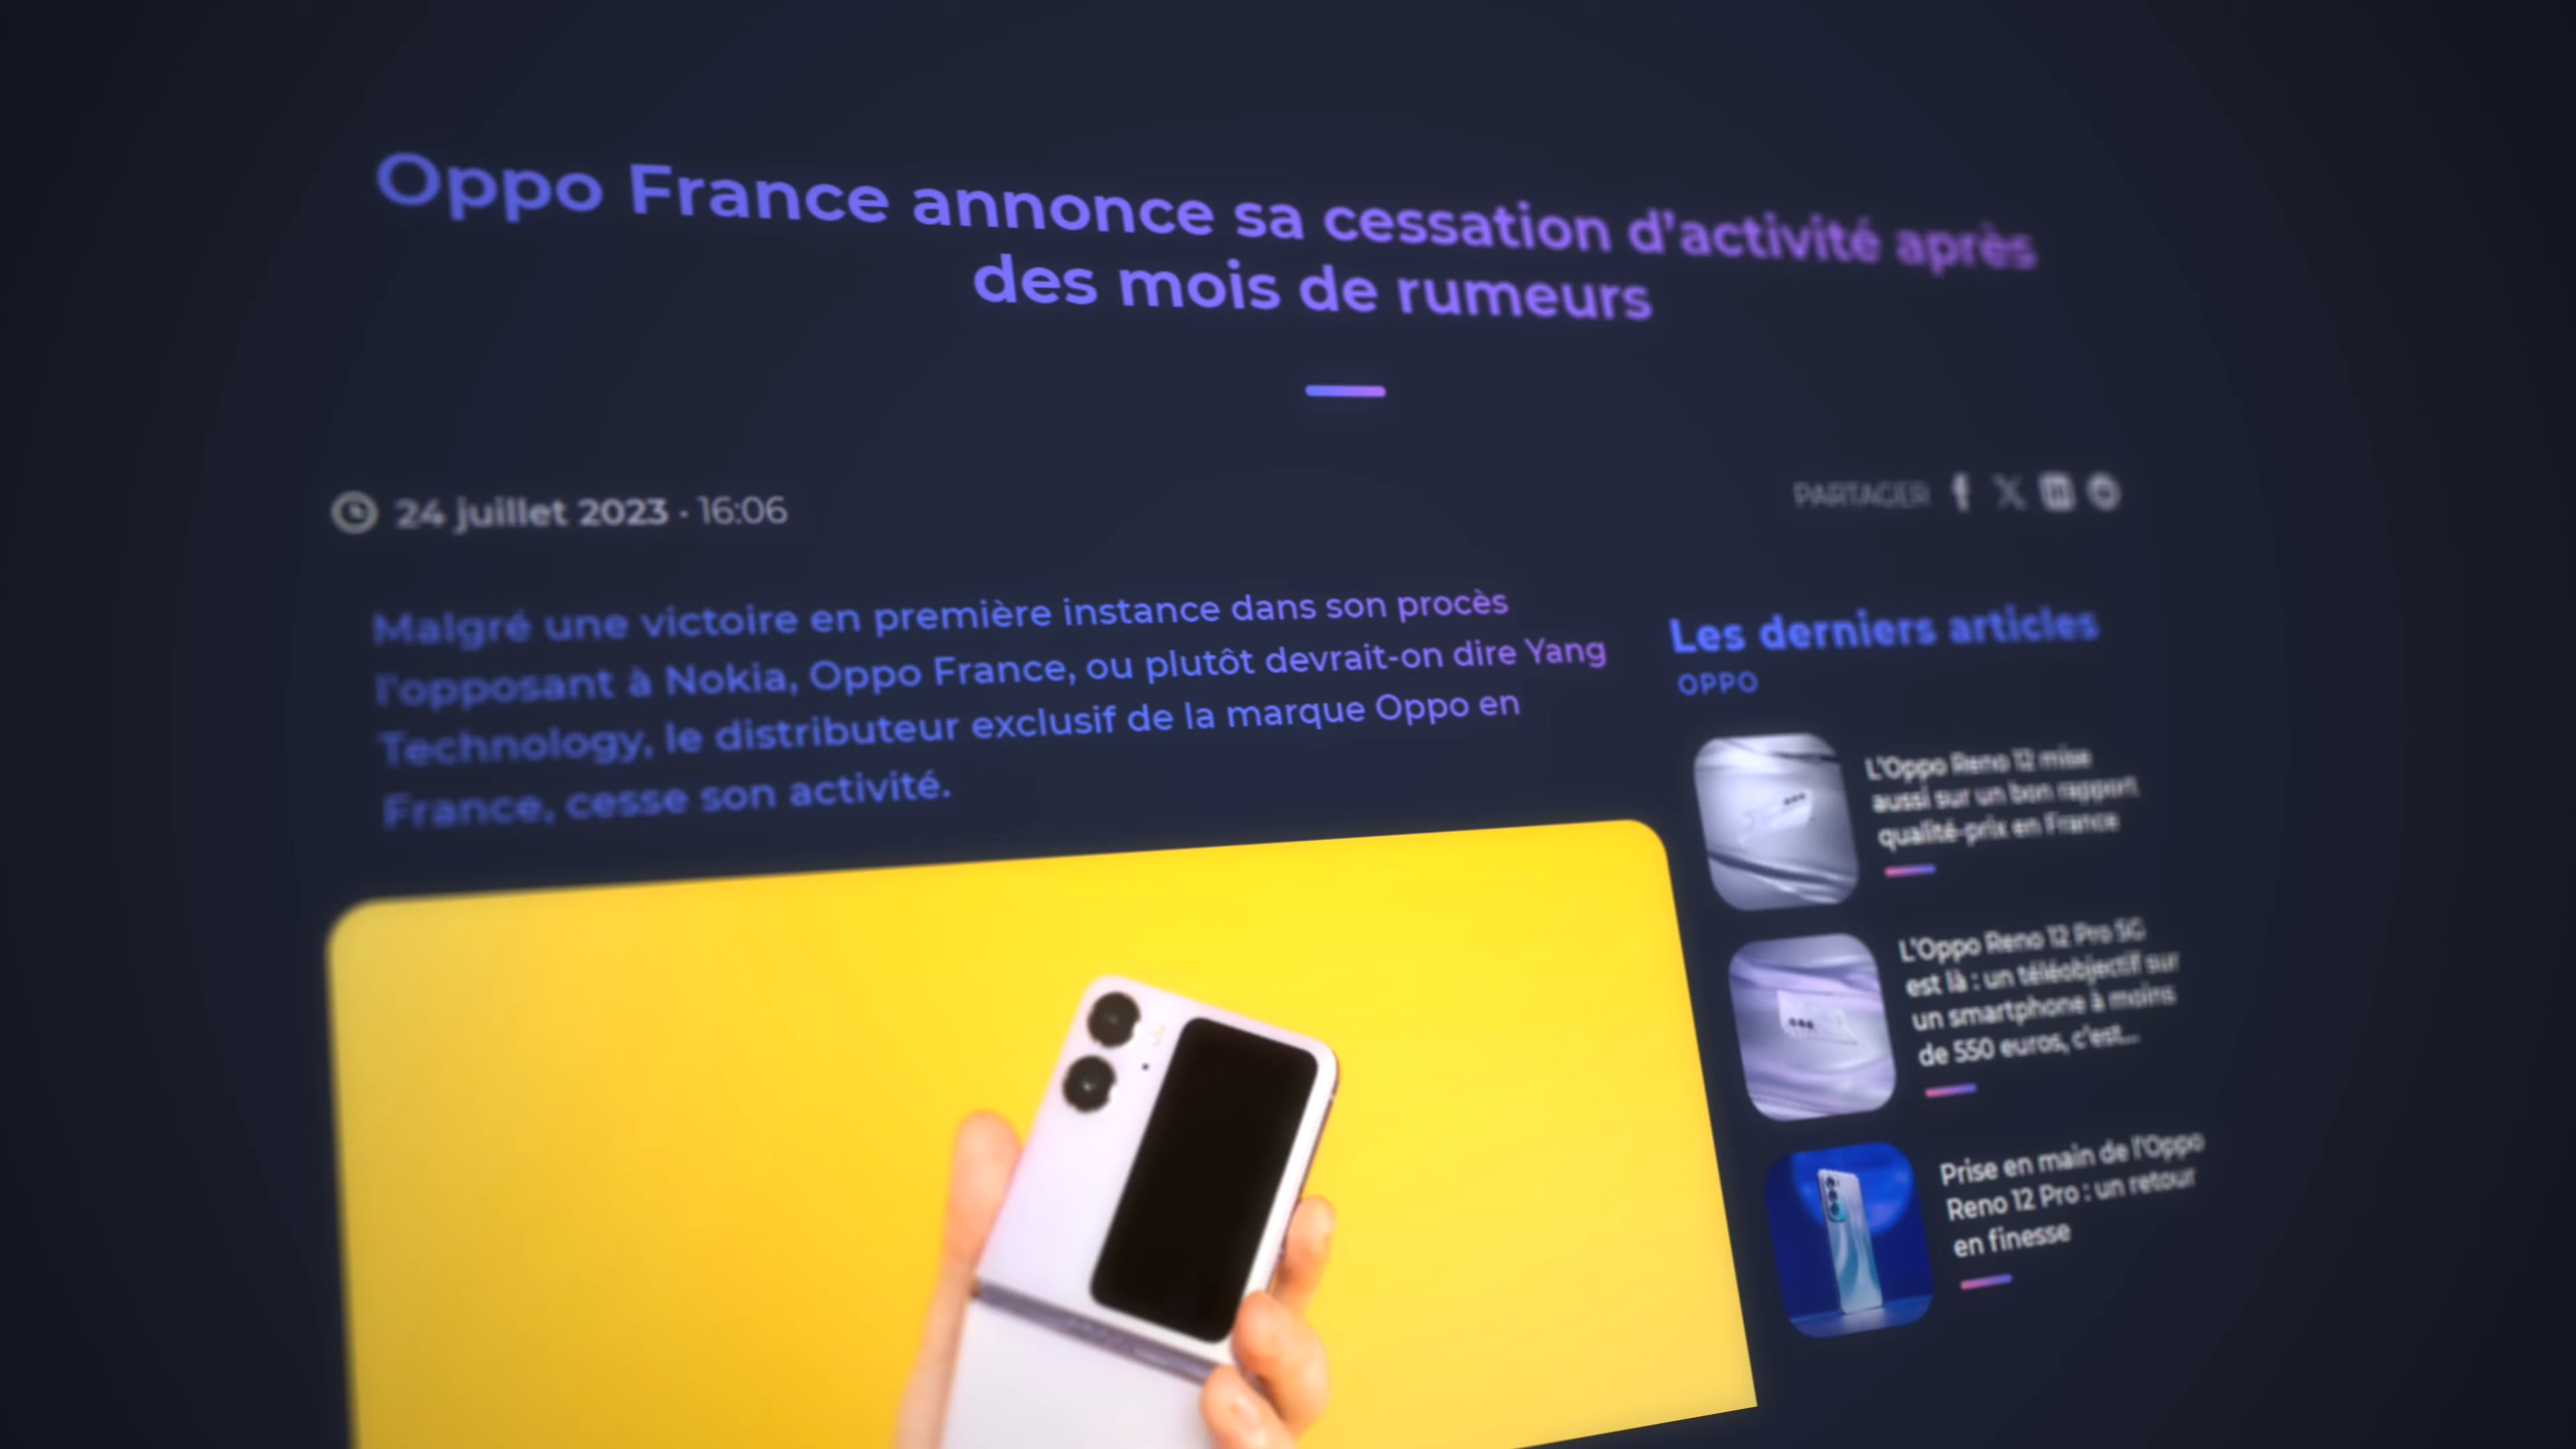 Oppo France annonce sa cessation d'activité après
des mois de rumeurs
24 juillet 2023 · 16:06
PARTAGER
Malgré une victoire en première instance dans son procès
l'opposant à Nokia, Oppo France, ou plutôt devrait-on dire Yang
Technology, le distributeur exclusif de la marque Oppo en
France, cesse son activité.
Les derniers articles
OPPO
L'Oppo Reno 12 mise
aussi sur un bon rapport
qualité-prix en France
L'Oppo Reno 12 Pro 5G
est là : un téléobjectif sur
un smartphone à moins
de 550 euros, c'est...
Prise en main de l'Oppo
Reno 12 Pro : un retour
en finesse